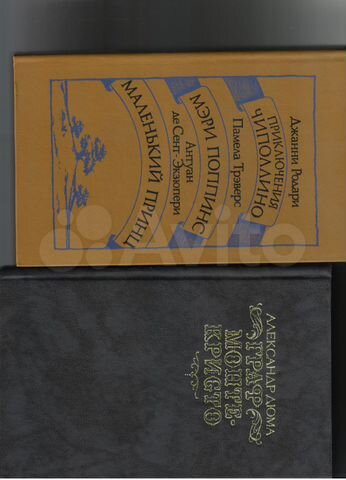 Джанни Родари
ПРИКЛЮЧЕНИЯ
ЧИПОЛЛИНО
Памела Трэверс
МЭРИ ПОППИНС
Антуан
де Сент-Экзюпери
МАЛЕНЬКИЙ ПРИНЦ
Avito
АЛЕКСАНДР ДЮМА
ГРАФ
МОНТЕ-
КРИСТО